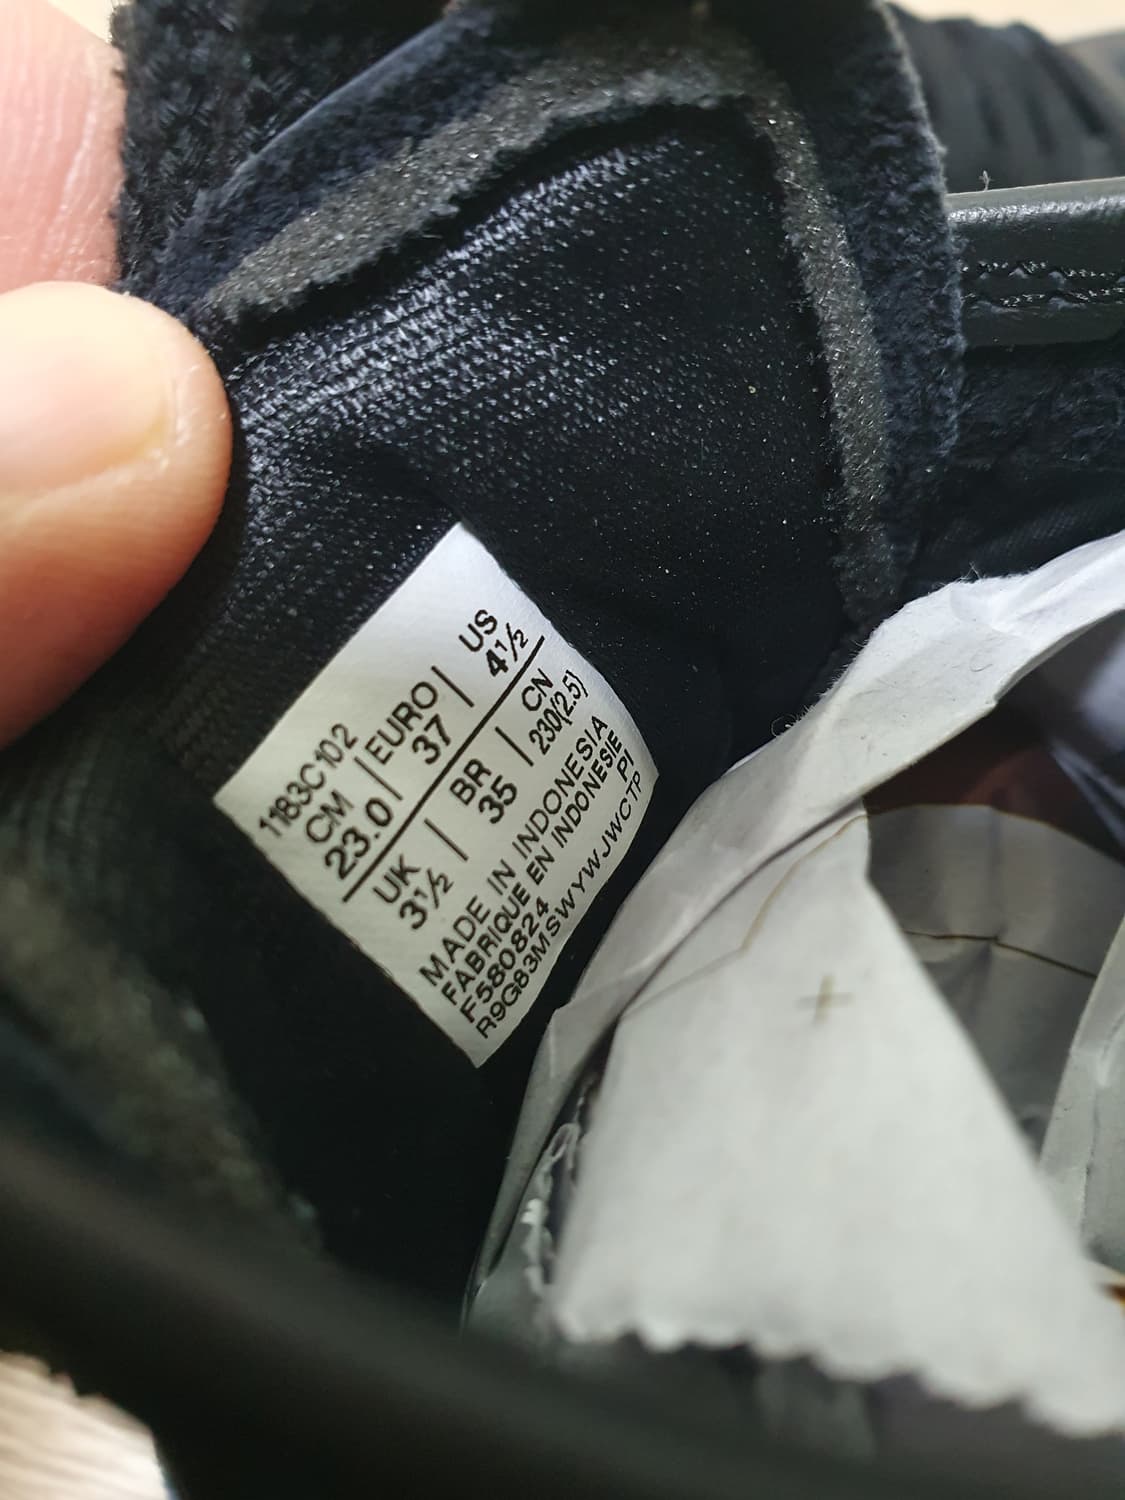 1183C102
CM | EURO | US
23.0 | 37 | 4½
UK | BR | CN
3½ | 35 | 230(2.5)
MADE IN INDONESIA
FABRIQUE EN INDONESIE
F580824 PI
R9G83MSWYWJWCTP